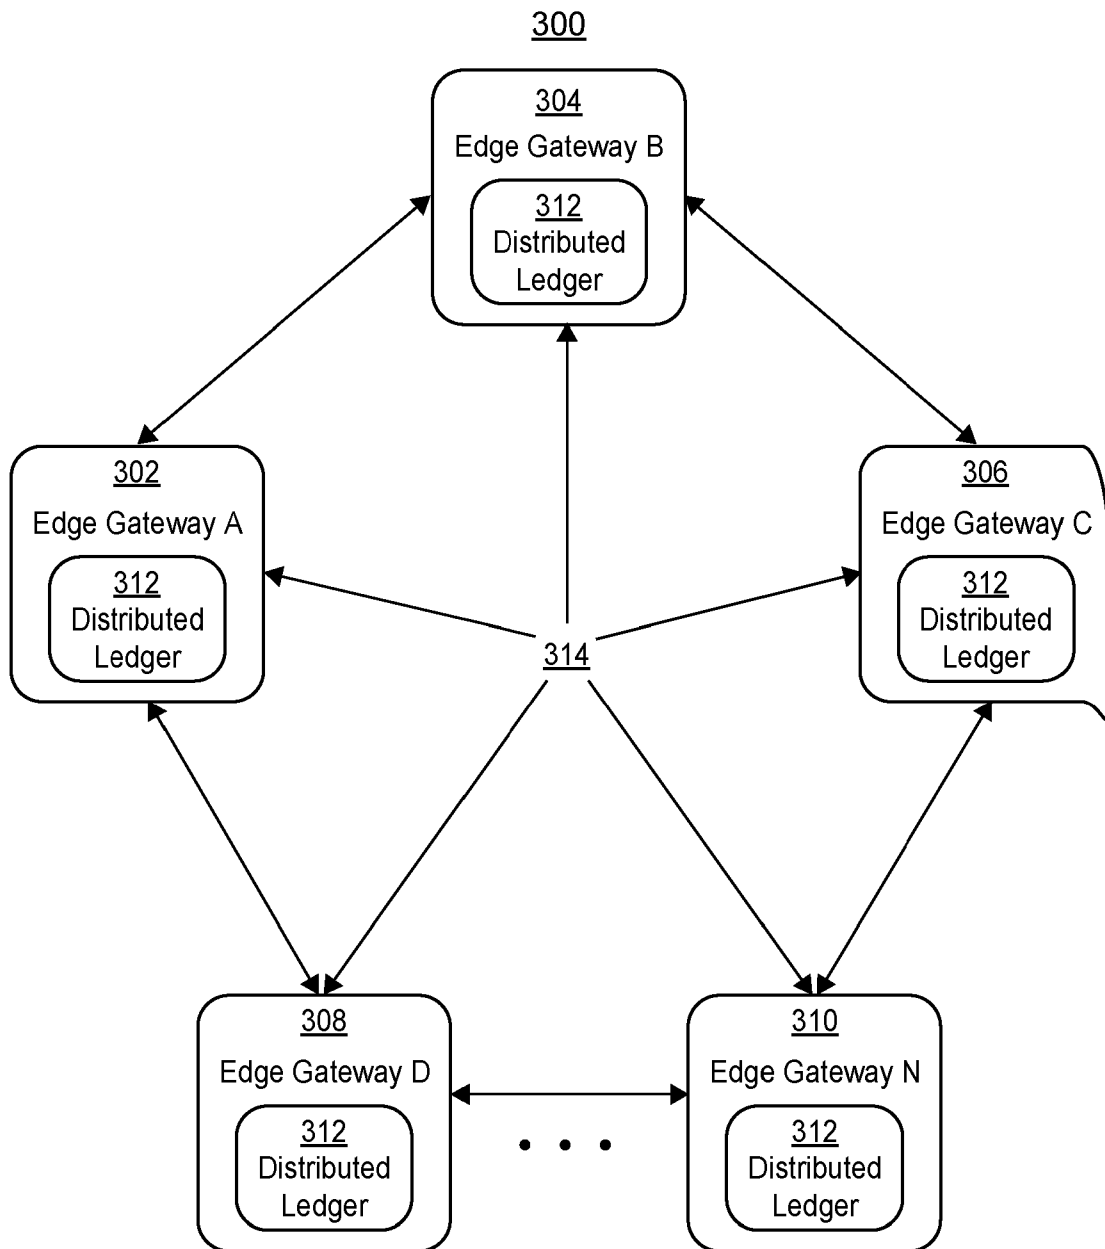 300
304
Edge Gateway B
312
Distributed
Ledger
302
Edge Gateway A
312
Distributed
Ledger
306
Edge Gateway C
312
Distributed
Ledger
314
308
Edge Gateway D
312
Distributed
Ledger
310
Edge Gateway N
312
Distributed
Ledger